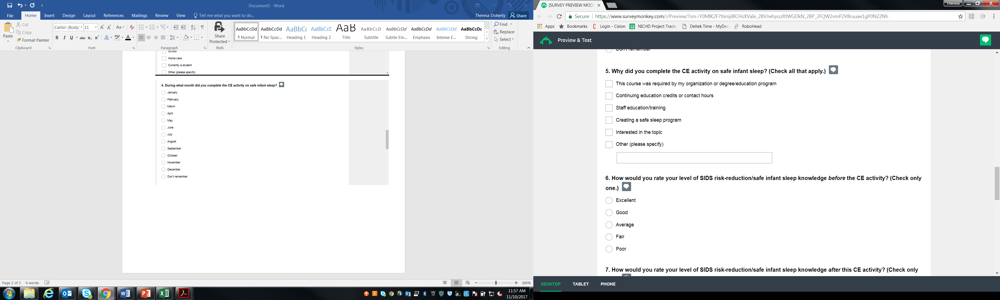 Document5 - Word
File Home Insert Design Layout References Mailings Review View Tell me what you want to do... Theresa Doherty Share
Paste
Cut
Copy
Format Painter
Clipboard
Calibri (Body) 11
Font
Paragraph
Share
Protected
RMS
AaBbCcDd AaBbCcDd AaBbCc AaBbCcD AaB AaBbCcD AaBbCcDd AaBbCcDd AaBbCcDd AaBbCcDc
¶ Normal ¶ No Spac... Heading 1 Heading 2 Title Subtitle Subtle Em... Emphasis Intense E... Strong
Styles
Find
Replace
Select
Editing
School
Home care
Currently a student
Other (please specify)
4. During what month did you complete the CE activity on safe infant sleep?
January
February
March
April
May
June
July
August
September
October
November
December
Don't remember
Page 2 of 2 0 words
100%
11:57 AM
11/10/2017
[SURVEY PREVIEW MOD
Theresa
Secure https://www.surveymonkey.com/r/Preview/?sm=Y0MIK2F7t6mji8lCHsXVaIe_2BVJwhpozRtWGDkN_2BP_2FQW2vmP2V8ruuae1gP0N22Nh
Apps Bookmarks Login - Cision NICHD Project Tracke Deltek Time - MyDes RoboHead
Preview & Test
Don't remember
5. Why did you complete the CE activity on safe infant sleep? (Check all that apply.)
This course was required by my organization or degree/education program
Continuing education credits or contact hours
Staff education/training
Creating a safe sleep program
Interested in the topic
Other (please specify)
6. How would you rate your level of SIDS risk-reduction/safe infant sleep knowledge before the CE activity? (Check only
one.)
Excellent
Good
Average
Fair
Poor
7. How would you rate your level of SIDS risk-reduction/safe infant sleep knowledge after this CE activity? (Check only
DESKTOP TABLET PHONE